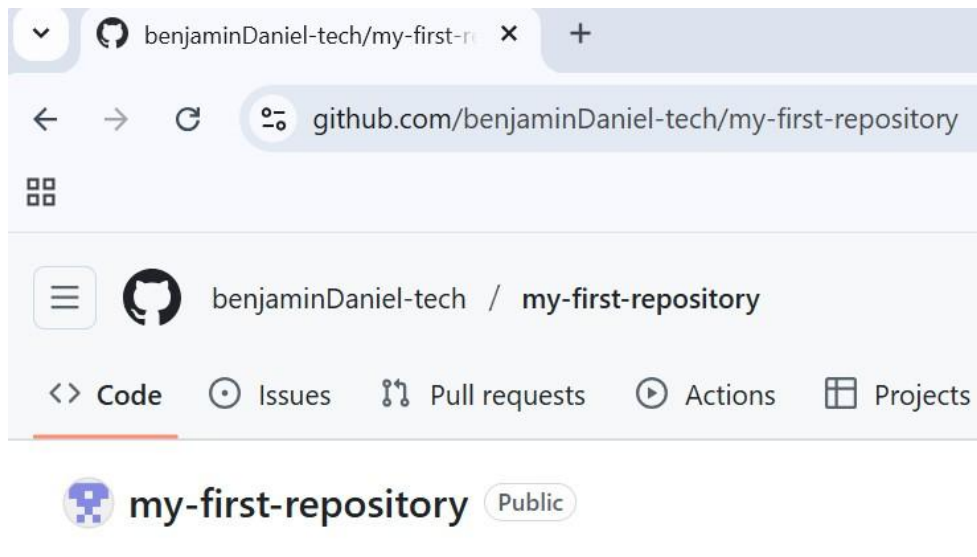 benjaminDaniel-tech/my-first-r
github.com/benjaminDaniel-tech/my-first-repository
benjaminDaniel-tech / my-first-repository
Code Issues Pull requests Actions Projects
my-first-repository Public